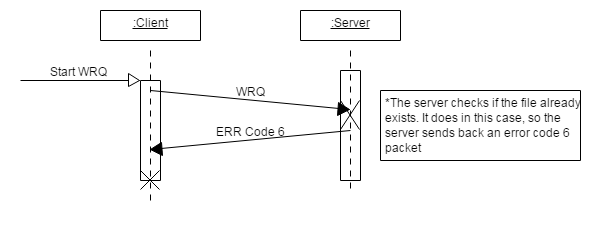 :Client
:Server
Start WRQ
WRQ
ERR Code 6
*The server checks if the file already
exists. It does in this case, so the
server sends back an error code 6
packet